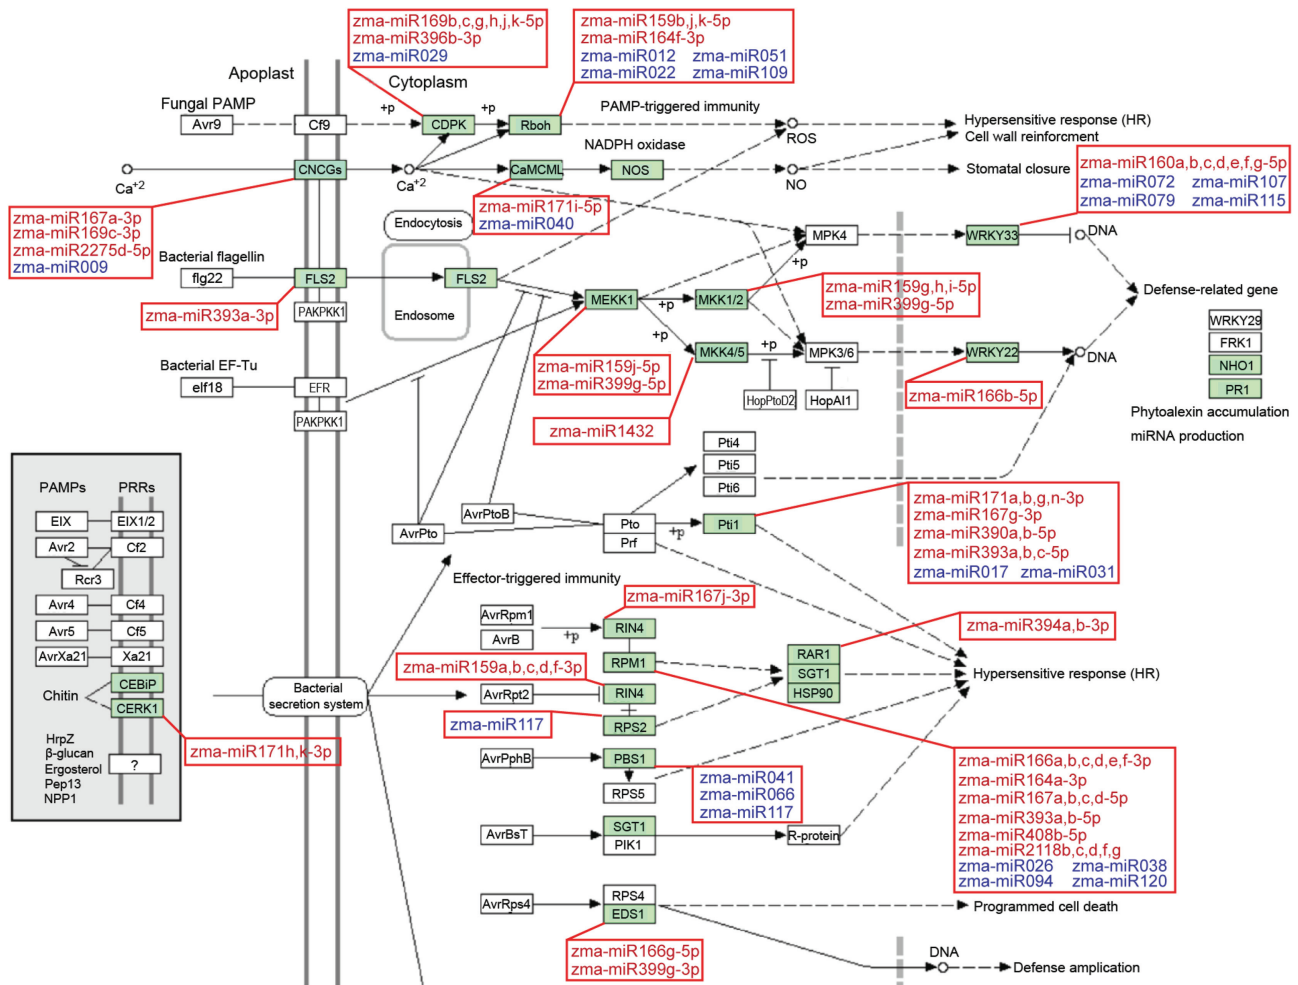 zma-miR169b,c,g,h,j,k-5p
zma-miR396b-3p
zma-miR029
zma-miR159b,j,k-5p
zma-miR164f-3p
zma-miR012 zma-miR051
zma-miR022 zma-miR109
Apoplast
Cytoplasm
Fungal PAMP
Avr9
Cf9
+p
CDPK
+p
Rboh
PAMP-triggered immunity
ROS
Hypersensitive response (HR)
Cell wall reinforcment
NADPH oxidase
Ca+2
CNCGs
Ca+2
CaMCML
NOS
NO
Stomatal closure
zma-miR160a,b,c,d,e,f,g-5p
zma-miR072 zma-miR107
zma-miR079 zma-miR115
zma-miR167a-3p
zma-miR169c-3p
zma-miR2275d-5p
zma-miR009
zma-miR171i-5p
zma-miR040
Endocytosis
MPK4
WRKY33
DNA
Bacterial flagellin
flg22
FLS2
FLS2
Endosome
PAKPKK1
zma-miR393a-3p
MEKK1
+p
MKK1/2
+p
zma-miR159g,h,i-5p
zma-miR399g-5p
Defense-related gene
WRKY29
FRK1
NHO1
PR1
Phytoalexin accumulation
miRNA production
+p
MKK4/5
+p
MPK3/6
WRKY22
DNA
zma-miR159j-5p
zma-miR399g-5p
HopPtoD2
HopAI1
zma-miR166b-5p
zma-miR1432
Bacterial EF-Tu
elf18
EFR
PAKPKK1
Pti4
Pti5
Pti6
AvrPto
AvrPtoB
Pto
Prf
+p
Pti1
zma-miR171a,b,g,n-3p
zma-miR167g-3p
zma-miR390a,b-5p
zma-miR393a,b,c-5p
zma-miR017 zma-miR031
PAMPs
PRRs
EIX
EIX1/2
Avr2
Cf2
Rcr3
Avr4
Cf4
Avr5
Cf5
AvrXa21
Xa21
Chitin
CEBiP
CERK1
HrpZ
β-glucan
Ergosterol
Pep13
NPP1
?
zma-miR171h,k-3p
Bacterial
secretion system
Effector-triggered immunity
zma-miR167j-3p
AvrRpm1
AvrB
+p
RIN4
RPM1
zma-miR159a,b,c,d,f-3p
AvrRpt2
RIN4
zma-miR117
RPS2
RAR1
SGT1
HSP90
zma-miR394a,b-3p
Hypersensitive response (HR)
AvrPphB
PBS1
RPS5
zma-miR041
zma-miR066
zma-miR117
AvrBsT
SGT1
PIK1
R-protein
zma-miR166a,b,c,d,e,f-3p
zma-miR164a-3p
zma-miR167a,b,c,d-5p
zma-miR393a,b-5p
zma-miR408b-5p
zma-miR2118b,c,d,f,g
zma-miR026 zma-miR038
zma-miR094 zma-miR120
AvrRps4
RPS4
EDS1
Programmed cell death
zma-miR166g-5p
zma-miR399g-3p
DNA
Defense amplication